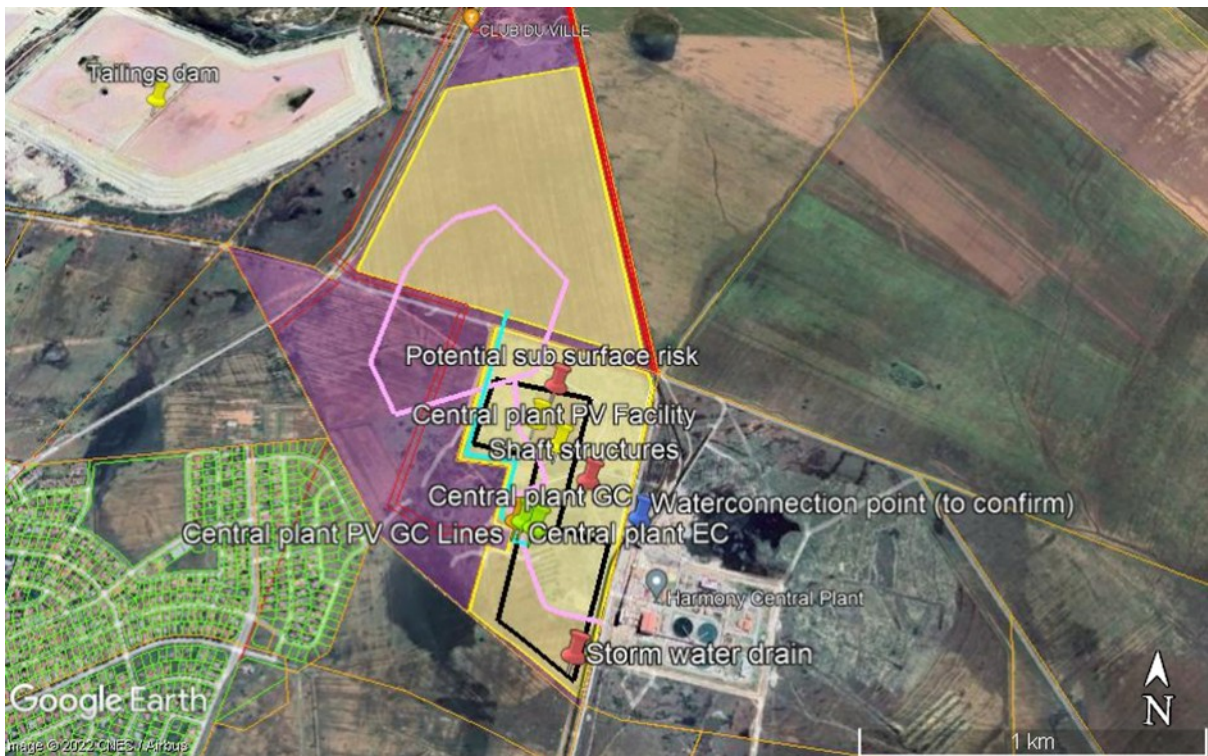 CLUB DU VILLE
Tailings dam
Potential sub surface risk
Central plant PV Facility
Shaft structures
Central plant GC
Waterconnection point (to confirm)
Central plant PV GC Lines
Central plant EC
Harmony Central Plant
Storm water drain
Google Earth
N
Image © 2022 CNES / Airbus
1 km